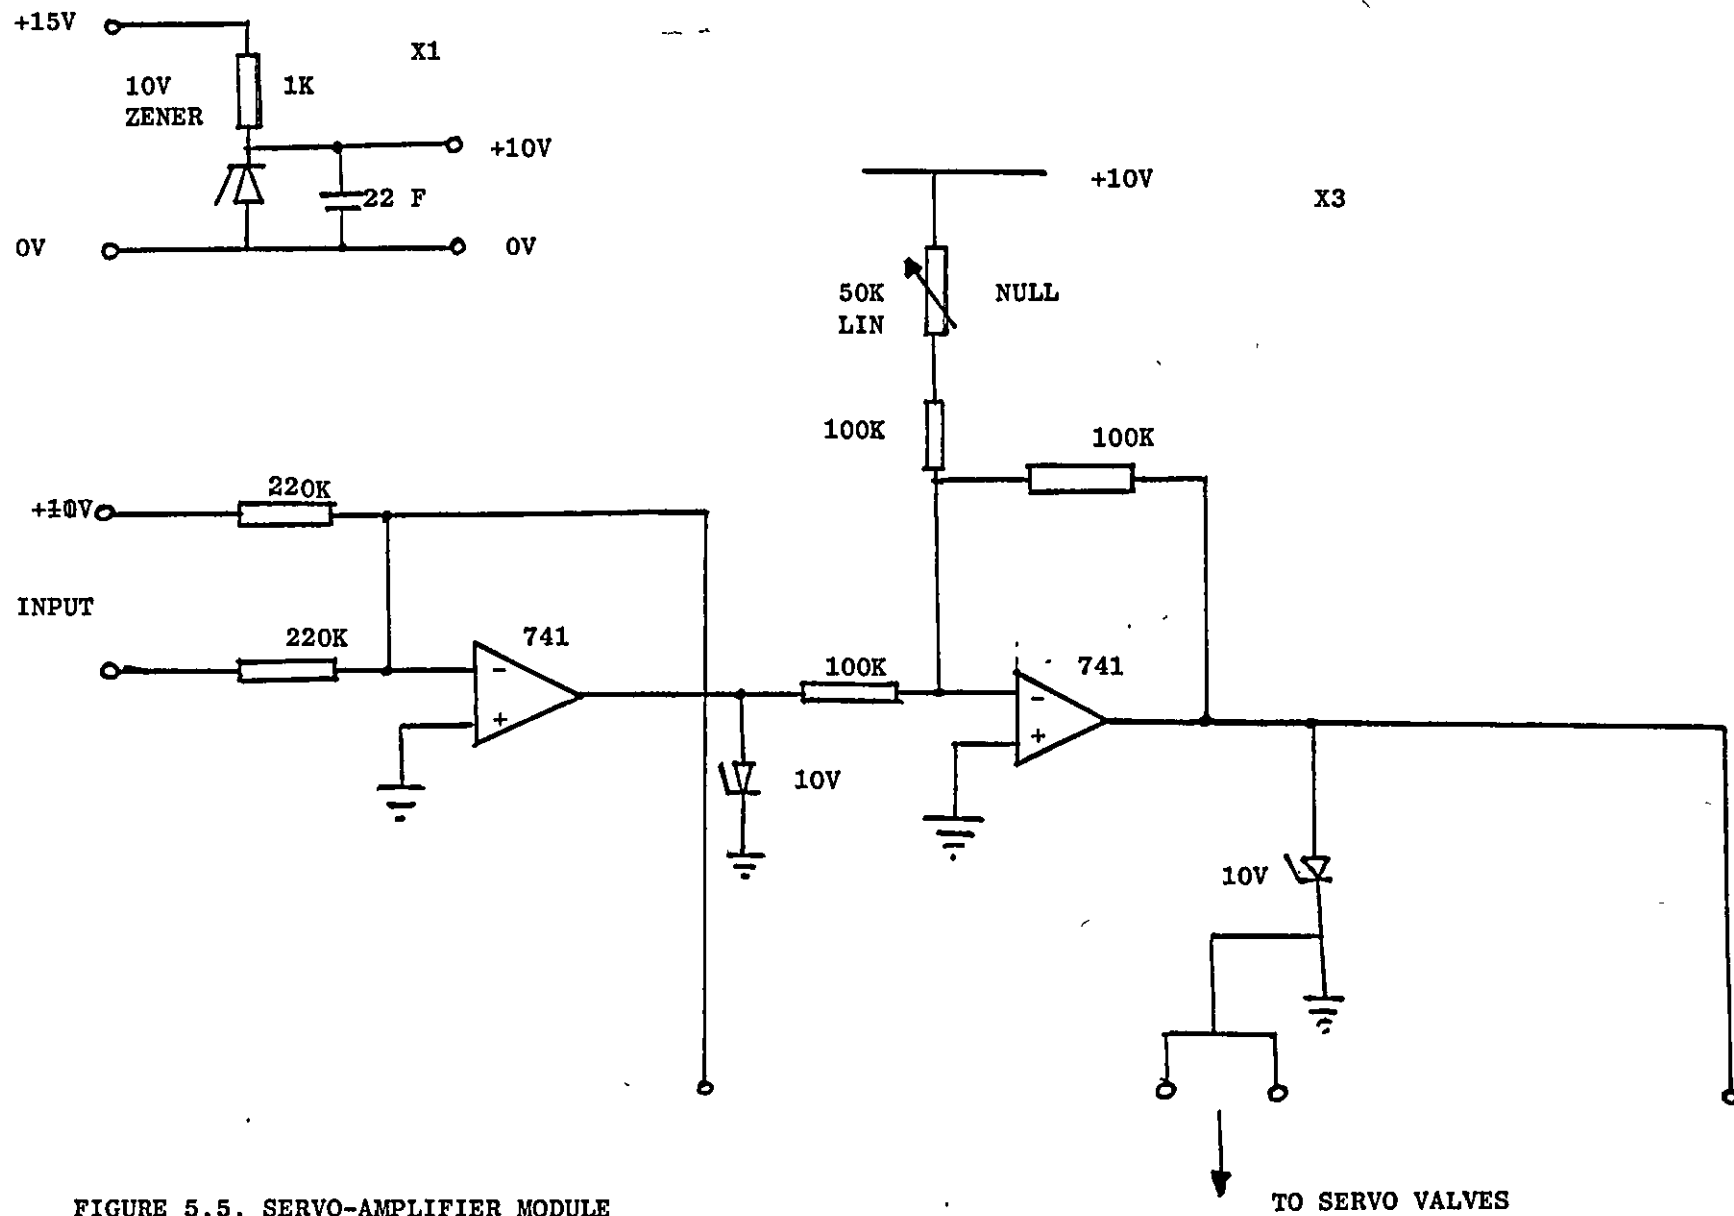 +15V
X1
10V
ZENER
1K
+10V
22 F
0V
0V
+10V
X3
50K
LIN
NULL
100K
100K
220K
INPUT
220K
741
-
+
100K
741
-
+
10V
10V
TO SERVO VALVES
FIGURE 5.5. SERVO-AMPLIFIER MODULE